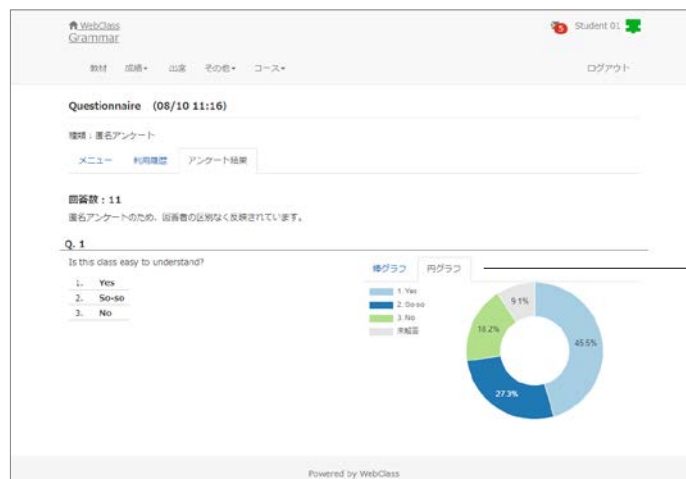 WebClass
Grammar
5
Student 01
教材 成績 出席 その他 コース ログアウト
Questionnaire (08/10 11:16)
種類：匿名アンケート
メニュー 利用履歴 アンケート結果
回答数：11
匿名アンケートのため、回答者の区別なく反映されています。
Q. 1
Is this class easy to understand?
1. Yes
2. So-so
3. No
棒グラフ 円グラフ
1. Yes
2. So-so
3. No
未解答
9.1%
18.2%
45.5%
27.3%
Powered by WebClass